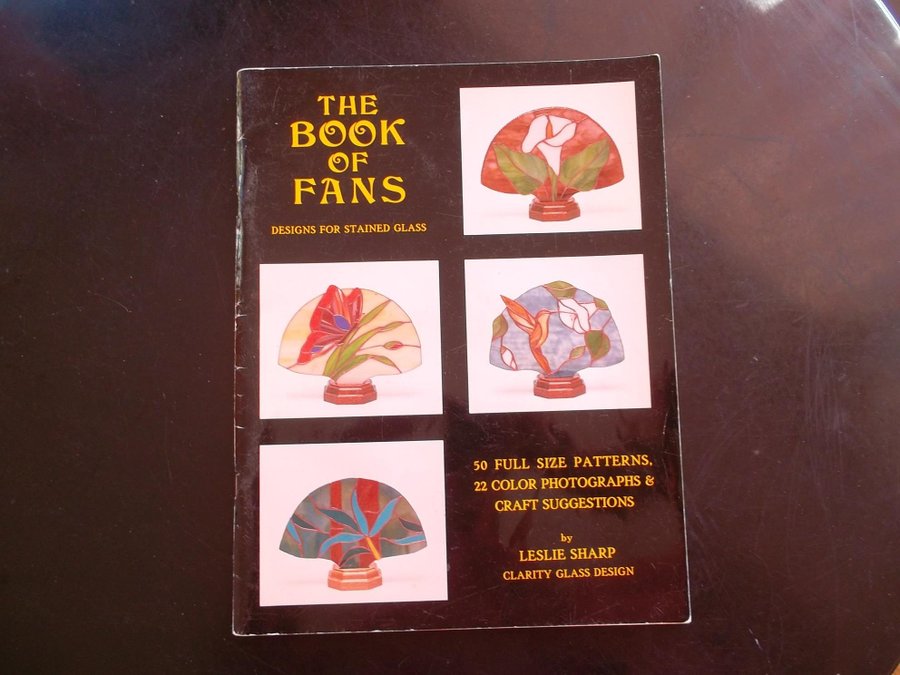 THE
BOOK
OF
FANS
DESIGNS FOR STAINED GLASS
50 FULL SIZE PATTERNS,
22 COLOR PHOTOGRAPHS &
CRAFT SUGGESTIONS
by
LESLIE SHARP
CLARITY GLASS DESIGN